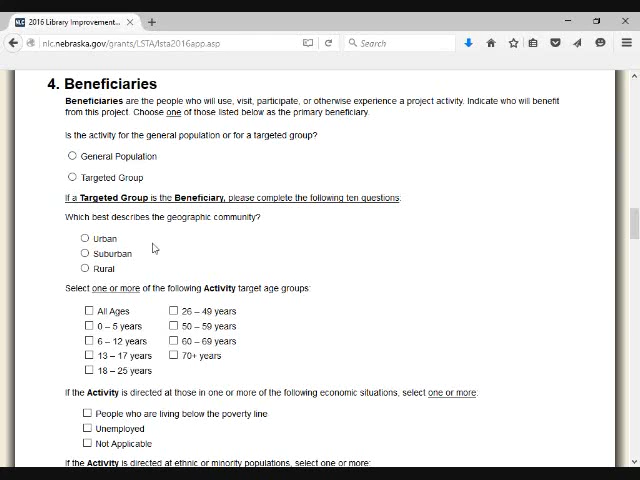 2016 Library Improvement...
nlc.nebraska.gov/grants/LSTA/lsta2016app.asp
Search
4. Beneficiaries
Beneficiaries are the people who will use, visit, participate, or otherwise experience a project activity. Indicate who will benefit
from this project. Choose one of those listed below as the primary beneficiary.
Is the activity for the general population or for a targeted group?
General Population
Targeted Group
If a Targeted Group is the Beneficiary, please complete the following ten questions:
Which best describes the geographic community?
Urban
Suburban
Rural
Select one or more of the following Activity target age groups:
All Ages 26 – 49 years
0 – 5 years 50 – 59 years
6 – 12 years 60 – 69 years
13 – 17 years 70+ years
18 – 25 years
If the Activity is directed at those in one or more of the following economic situations, select one or more:
People who are living below the poverty line
Unemployed
Not Applicable
If the Activity is directed at ethnic or minority populations, select one or more: